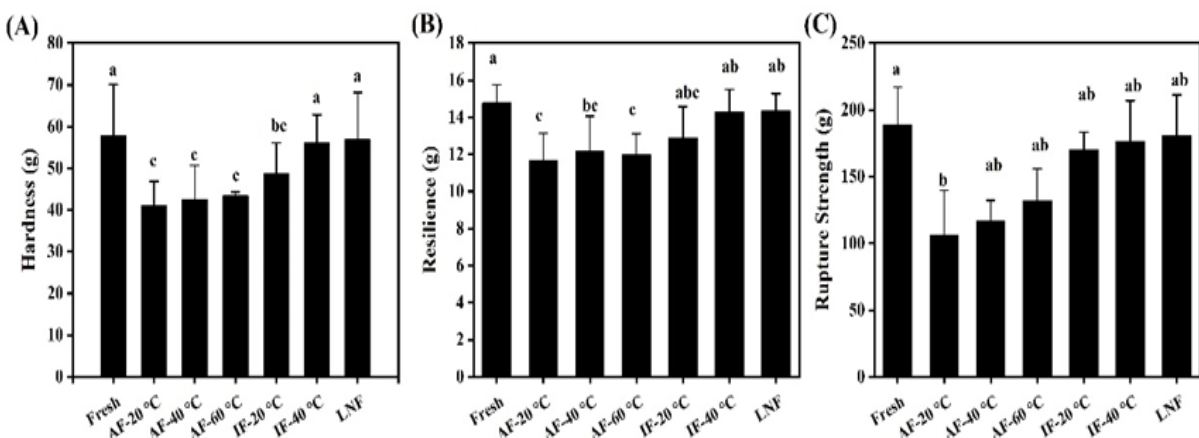 (A)
Hardness (g)
80
70
60
50
40
30
20
10
0
a
c
c
c
bc
a
a
Fresh
AF-20 °C
AF-40 °C
AF-60 °C
IF-20 °C
IF-40 °C
LNF
(B)
Resilience (g)
18
16
14
12
10
8
6
4
2
0
a
c
bc
c
abc
ab
ab
Fresh
AF-20 °C
AF-40 °C
AF-60 °C
IF-20 °C
IF-40 °C
LNF
(C)
Rupture Strength (g)
250
200
150
100
50
0
a
b
ab
ab
ab
ab
ab
Fresh
AF-20 °C
AF-40 °C
AF-60 °C
IF-20 °C
IF-40 °C
LNF